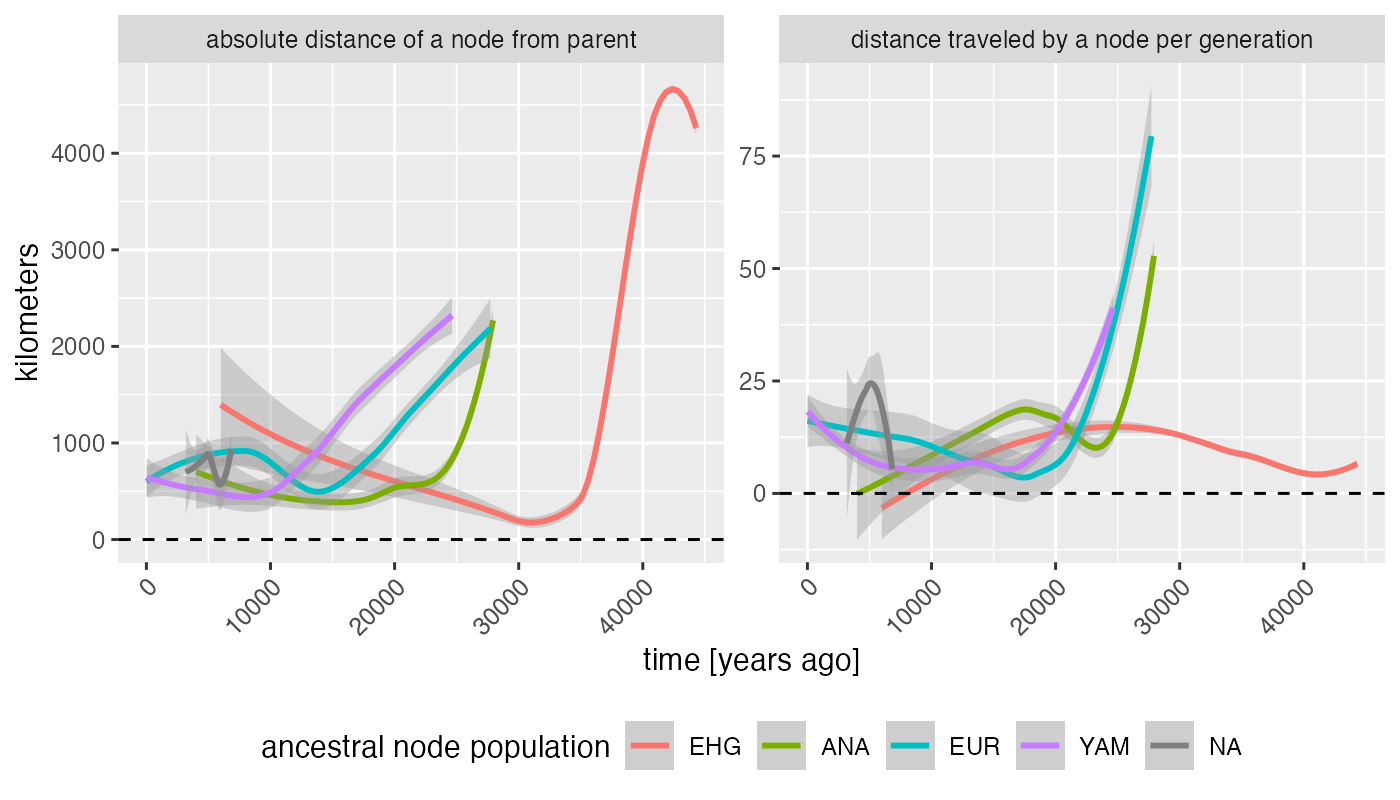 absolute distance of a node from parent
distance traveled by a node per generation
kilometers
4000
3000
2000
1000
0
75
50
25
0
0
10000
20000
30000
40000
0
10000
20000
30000
40000
time [years ago]
ancestral node population
EHG
ANA
EUR
YAM
NA